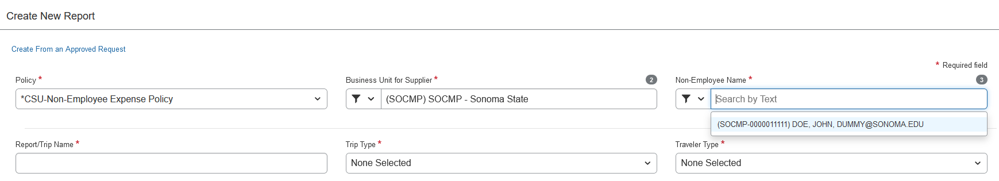 Create New Report
Create From an Approved Request
* Required field
Policy *
Business Unit for Supplier *
2
Non-Employee Name *
3
*CSU-Non-Employee Expense Policy
(SOCMP) SOCMP - Sonoma State
Search by Text
(SOCMP-0000011111) DOE, JOHN, DUMMY@SONOMA.EDU
Report/Trip Name *
Trip Type *
Traveler Type *
None Selected
None Selected